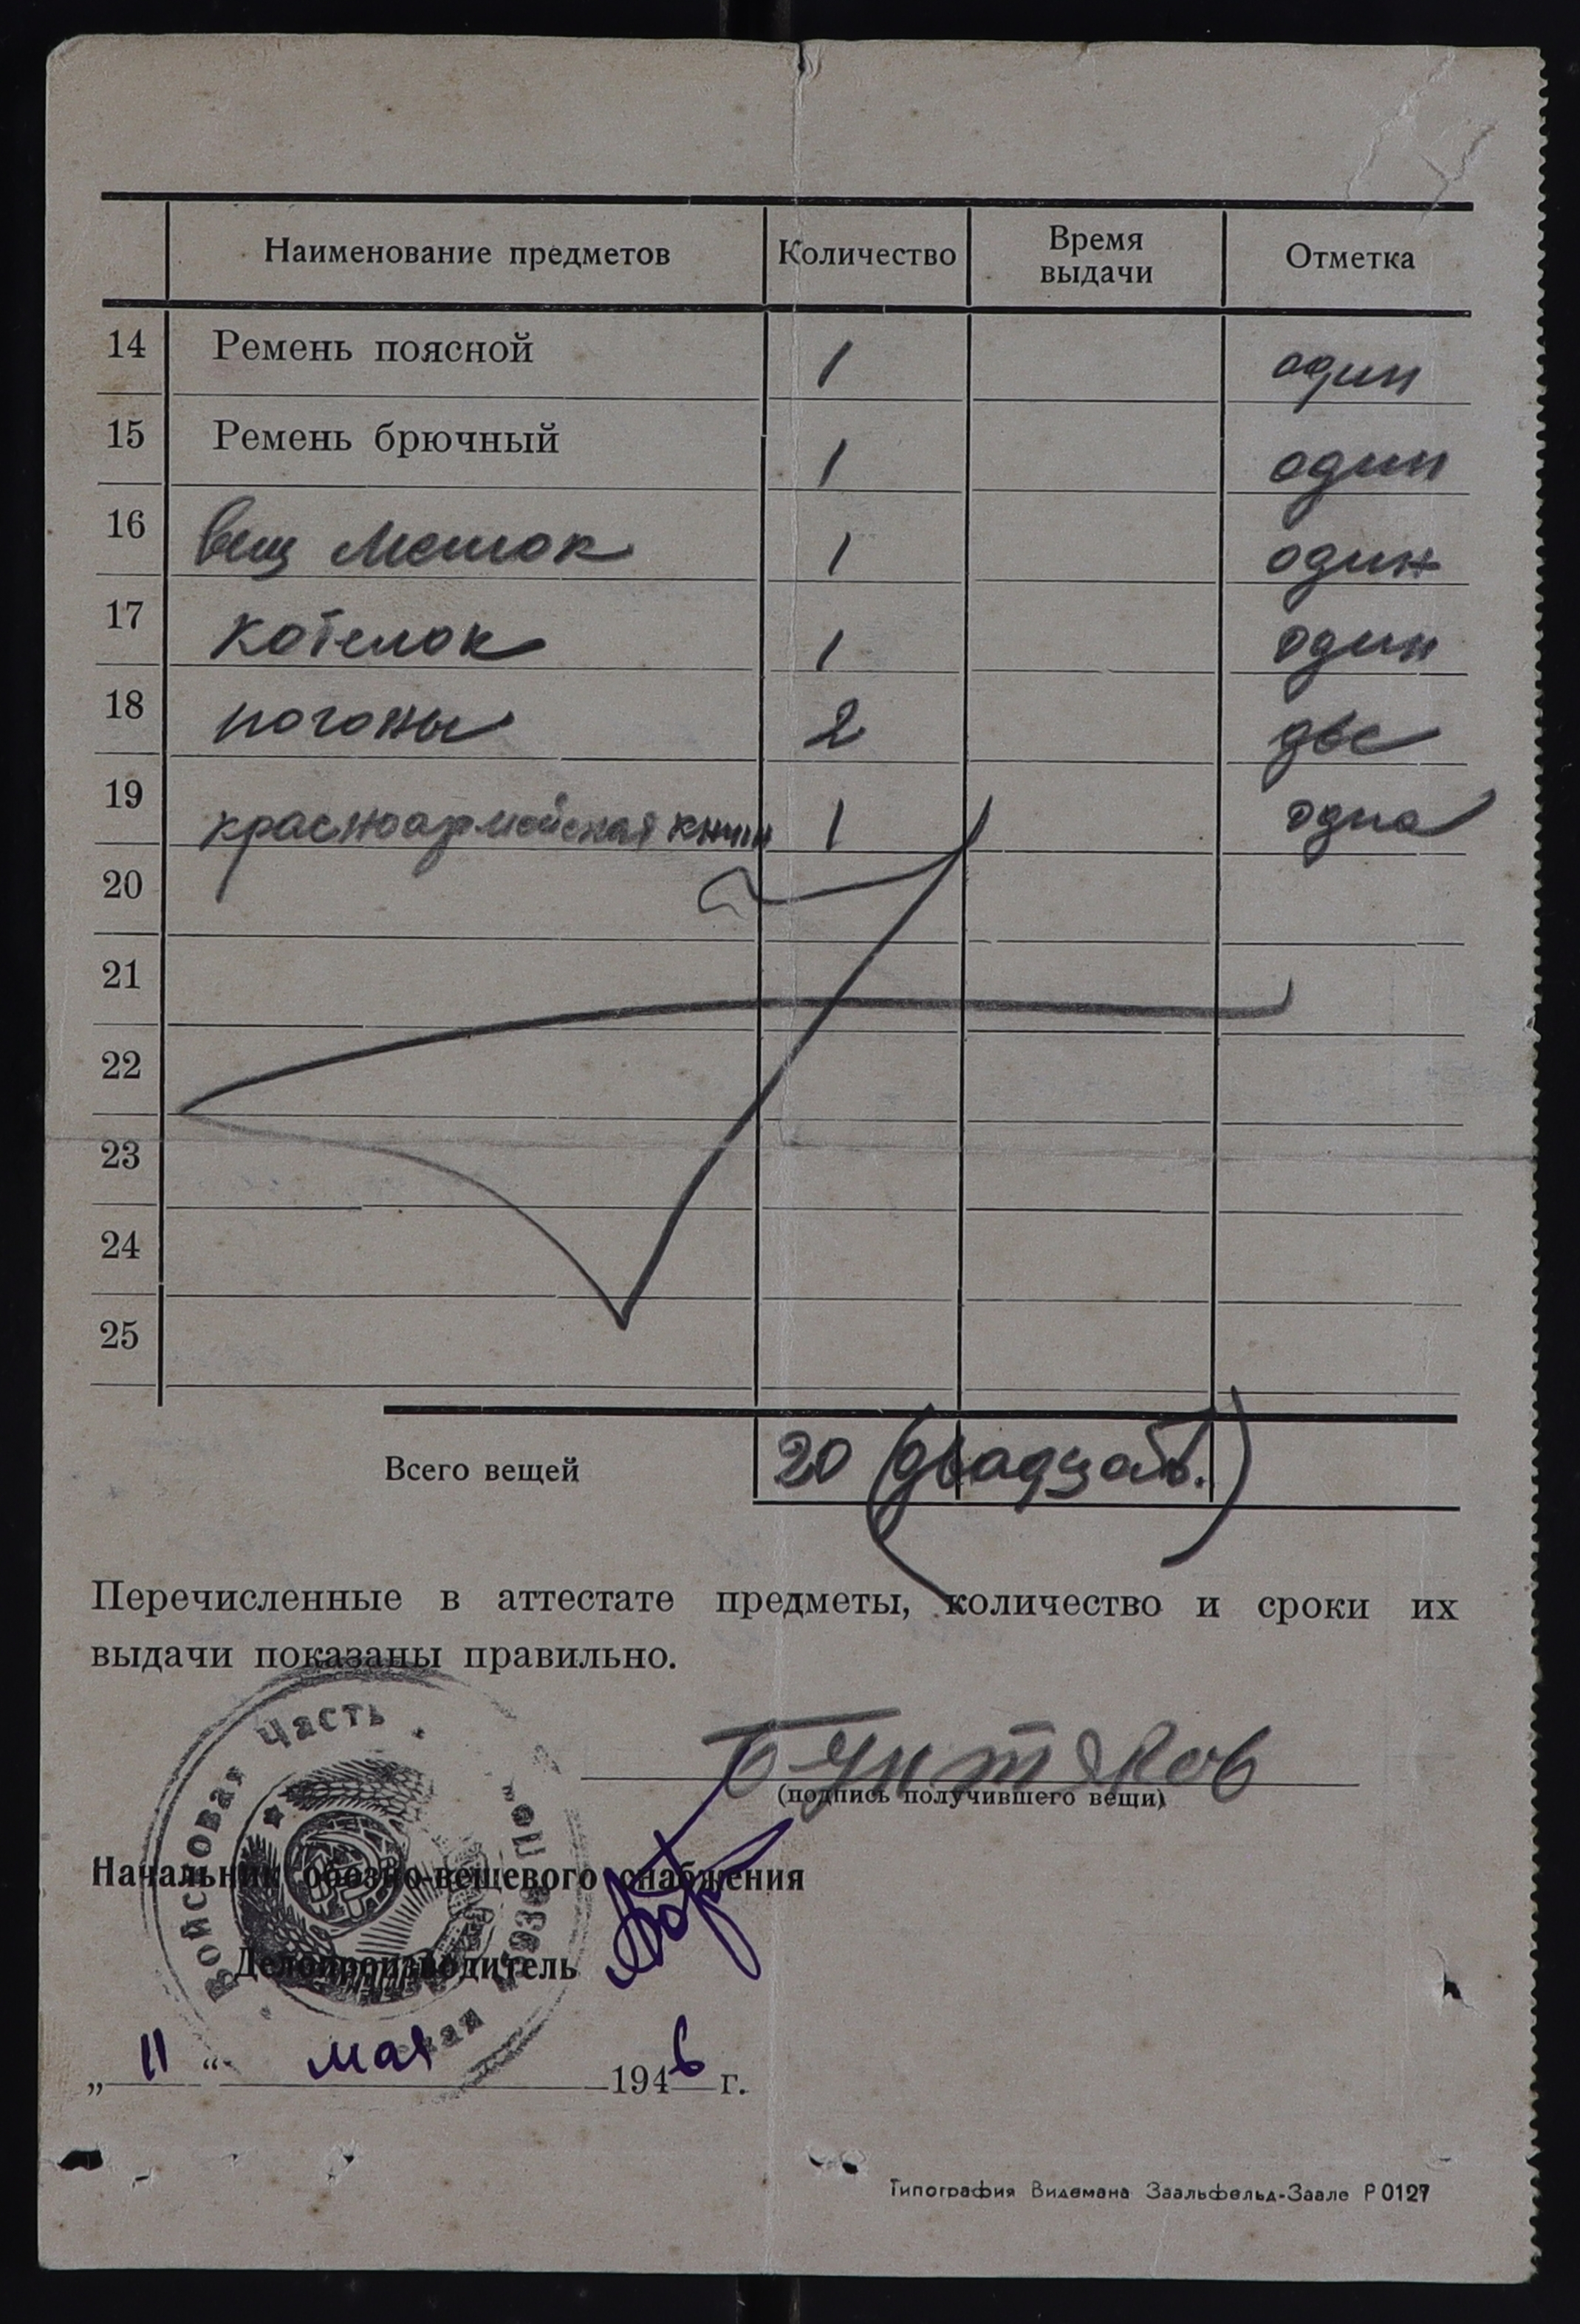 Наименование предметов Количество Время выдачи Отметка
14 Ремень поясной 1 один
15 Ремень брючный 1 один
16 вещ мешок 1 один
17 котелок 1 один
18 погоны 2 две
19 красноармейская 1 одна
20
21
22
23
24
25
Всего вещей 20 (двадцать.)
Перечисленные в аттестате предметы, количество и сроки их
выдачи показаны правильно.
Войсковая Часть
Бунтяков
(подпись получившего вещи)
Начальник обозно-вещевого снабжения
Делопроизводитель
„ 11 “ мая 1946 г.
Типография Видемана Заальфельд-Заале Р 0127